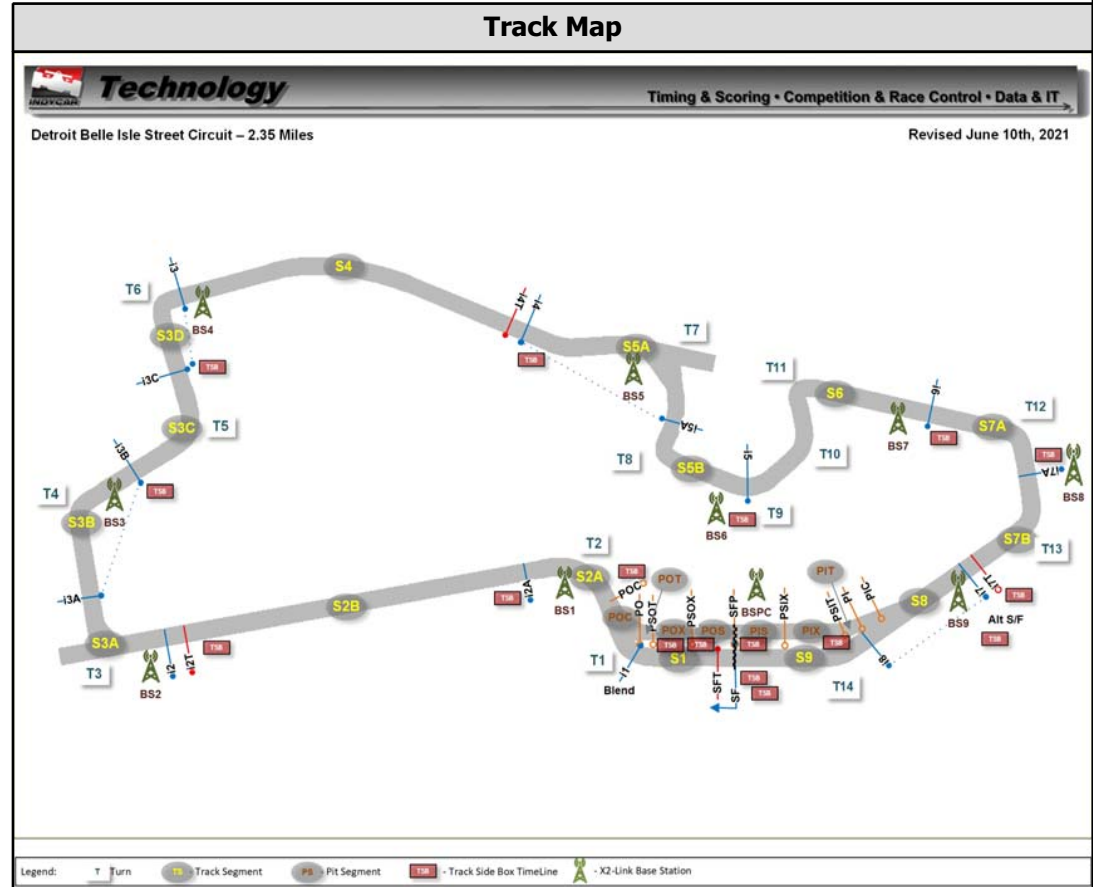 Track Map
INDYCAR
Technology
Timing & Scoring • Competition & Race Control • Data & IT
Detroit Belle Isle Street Circuit – 2.35 Miles
Revised June 10th, 2021
i3
S4
T6
BS4
i4T
i4
S3D
TSB
S5A
T7
TSB
i3C
BS5
T11
S6
i6
i3B
S3C
T5
i5A
BS7
S7A
T12
TSB
T8
S5B
i5
T10
TSB
i7A
BS8
T4
BS3
TSB
S3B
BS6
TSB
T9
S7B
T13
T2
i3A
S2A
TSB
POC
PO
POT
PSOT
PSOX
SFP
BSPC
PSIX
PIT
PSIT
PI
PIC
i7
i7T
TSB
i2A
TSB
BS1
S2B
POC
POX
POS
PIS
PIX
S8
BS9
Alt S/F
TSB
S3A
T3
i2
i2T
TSB
BS2
T1
i1
Blend
TSB
TSB
TSB
TSB
S1
S9
SFT
SF
TSB
TSB
T14
i8
Legend:
T Turn
TS - Track Segment
PS - Pit Segment
TSB - Track Side Box TimeLine
- X2-Link Base Station